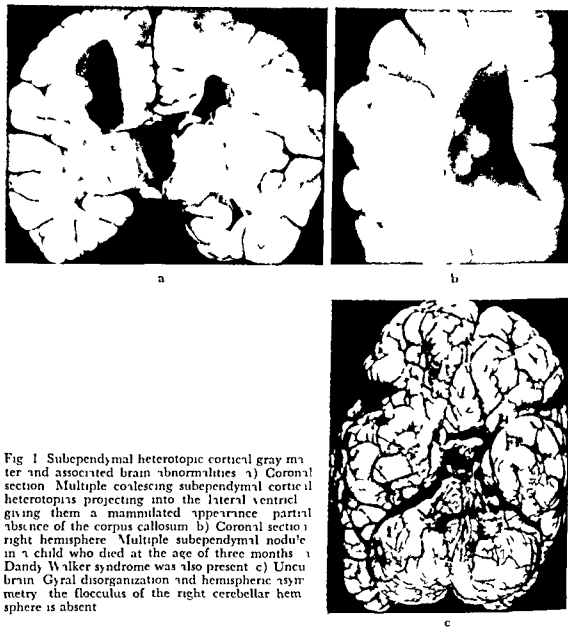 a
b
Fig 1 Subependymal heterotopic cortical gray ma
ter and associated brain abnormalities a) Coronal
section Multiple coalescing subependymal cortical
heterotopias projecting into the lateral ventricl
giving them a mammilated appearance partial
absence of the corpus callosum b) Coronal section
right hemisphere Multiple subependymal nodule
in a child who died at the age of three months a
Dandy Walker syndrome was also present c) Uncu
brain Gyral disorganization and hemispheric asym
metry the flocculus of the right cerebellar hem
sphere is absent
c